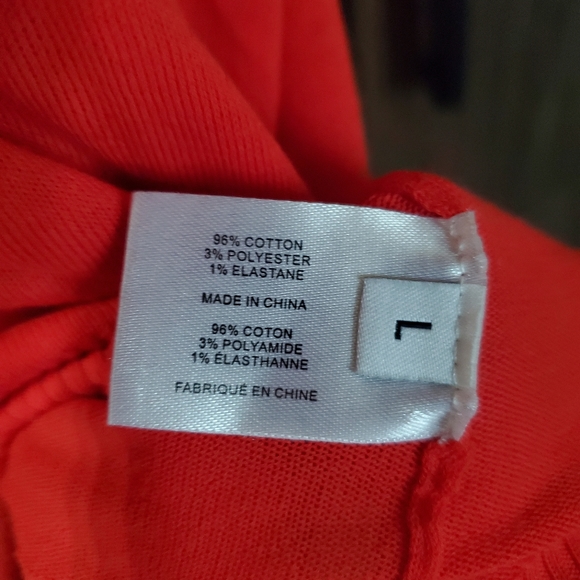 96% COTTON
3% POLYESTER
1% ELASTANE
MADE IN CHINA
96% COTON
3% POLYAMIDE
1% ÉLASTHANNE
FABRIQUÉ EN CHINE
L